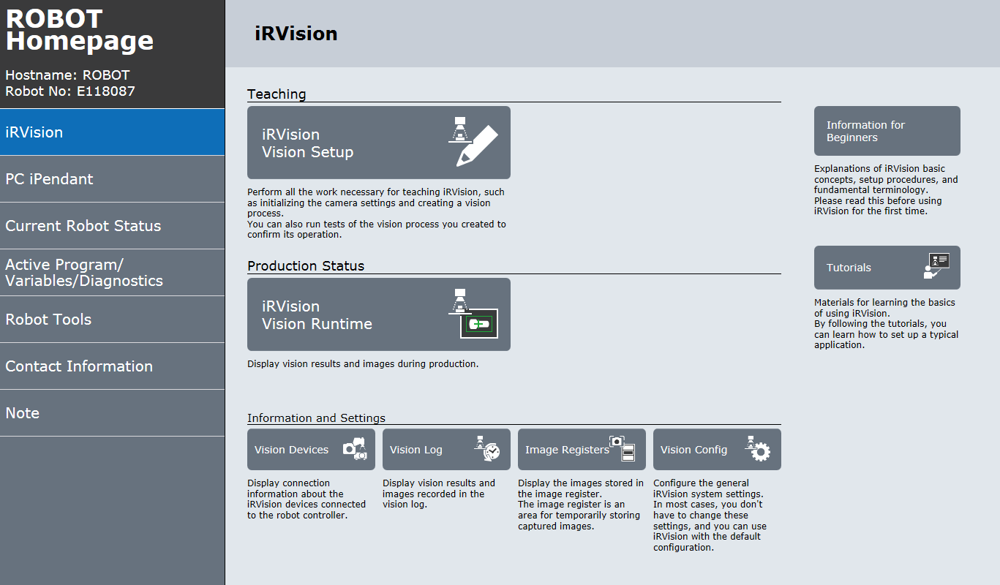 ROBOT
Homepage
Hostname: ROBOT
Robot No: E118087
iRVision
PC iPendant
Current Robot Status
Active Program/
Variables/Diagnostics
Robot Tools
Contact Information
Note
iRVision
Teaching
iRVision
Vision Setup
Perform all the work necessary for teaching iRVision, such
as initializing the camera settings and creating a vision
process.
You can also run tests of the vision process you created to
confirm its operation.
Production Status
iRVision
Vision Runtime
Display vision results and images during production.
Information and Settings
Vision Devices
Display connection
information about the
iRVision devices connected
to the robot controller.
Vision Log
Display vision results and
images recorded in the
vision log.
Image Registers
Display the images stored in
the image register.
The image register is an
area for temporarily storing
captured images.
Vision Config
Configure the general
iRVision system settings.
In most cases, you don't
have to change these
settings, and you can use
iRVision with the default
configuration.
Information for
Beginners
Explanations of iRVision basic
concepts, setup procedures, and
fundamental terminology.
Please read this before using
iRVision for the first time.
Tutorials
Materials for learning the basics
of using iRVision.
By following the tutorials, you
can learn how to set up a typical
application.